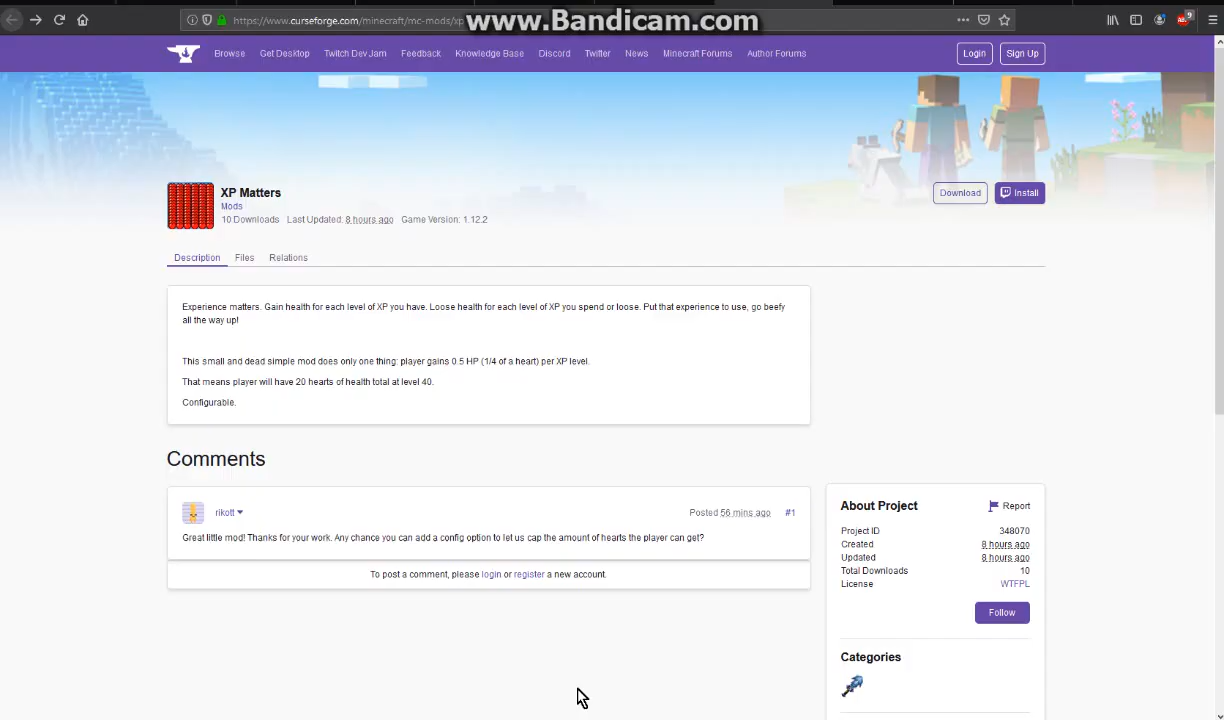 https://www.curseforge.com/minecraft/mc-mods/xp
www.Bandicam.com
9
Browse Get Desktop Twitch Dev Jam Feedback Knowledge Base Discord Twitter News Minecraft Forums Author Forums Login Sign Up
XP Matters
Mods
10 Downloads Last Updated: 8 hours ago Game Version: 1.12.2
Download Install
Description Files Relations
Experience matters. Gain health for each level of XP you have. Loose health for each level of XP you spend or loose. Put that experience to use, go beefy
all the way up!
This small and dead simple mod does only one thing: player gains 0.5 HP (1/4 of a heart) per XP level.
That means player will have 20 hearts of health total at level 40.
Configurable.
Comments
rikott Posted 56 mins ago #1
Great little mod! Thanks for your work. Any chance you can add a config option to let us cap the amount of hearts the player can get?
To post a comment, please login or register a new account.
About Project Report
Project ID 348070
Created 8 hours ago
Updated 8 hours ago
Total Downloads 10
License WTFPL
Follow
Categories